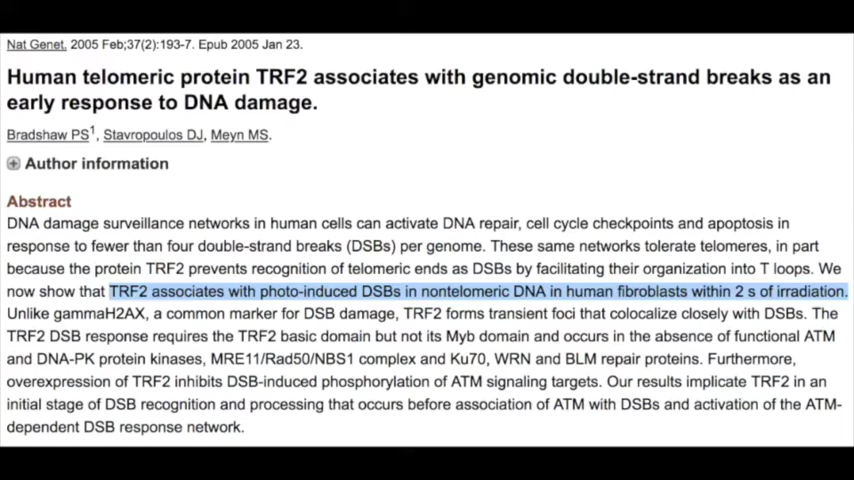 Nat Genet. 2005 Feb;37(2):193-7. Epub 2005 Jan 23.
Human telomeric protein TRF2 associates with genomic double-strand breaks as an
early response to DNA damage.
Bradshaw PS1, Stavropoulos DJ, Meyn MS.
Author information
Abstract
DNA damage surveillance networks in human cells can activate DNA repair, cell cycle checkpoints and apoptosis in
response to fewer than four double-strand breaks (DSBs) per genome. These same networks tolerate telomeres, in part
because the protein TRF2 prevents recognition of telomeric ends as DSBs by facilitating their organization into T loops. We
now show that TRF2 associates with photo-induced DSBs in nontelomeric DNA in human fibroblasts within 2 s of irradiation.
Unlike gammaH2AX, a common marker for DSB damage, TRF2 forms transient foci that colocalize closely with DSBs. The
TRF2 DSB response requires the TRF2 basic domain but not its Myb domain and occurs in the absence of functional ATM
and DNA-PK protein kinases, MRE11/Rad50/NBS1 complex and Ku70, WRN and BLM repair proteins. Furthermore,
overexpression of TRF2 inhibits DSB-induced phosphorylation of ATM signaling targets. Our results implicate TRF2 in an
initial stage of DSB recognition and processing that occurs before association of ATM with DSBs and activation of the ATM-
dependent DSB response network.